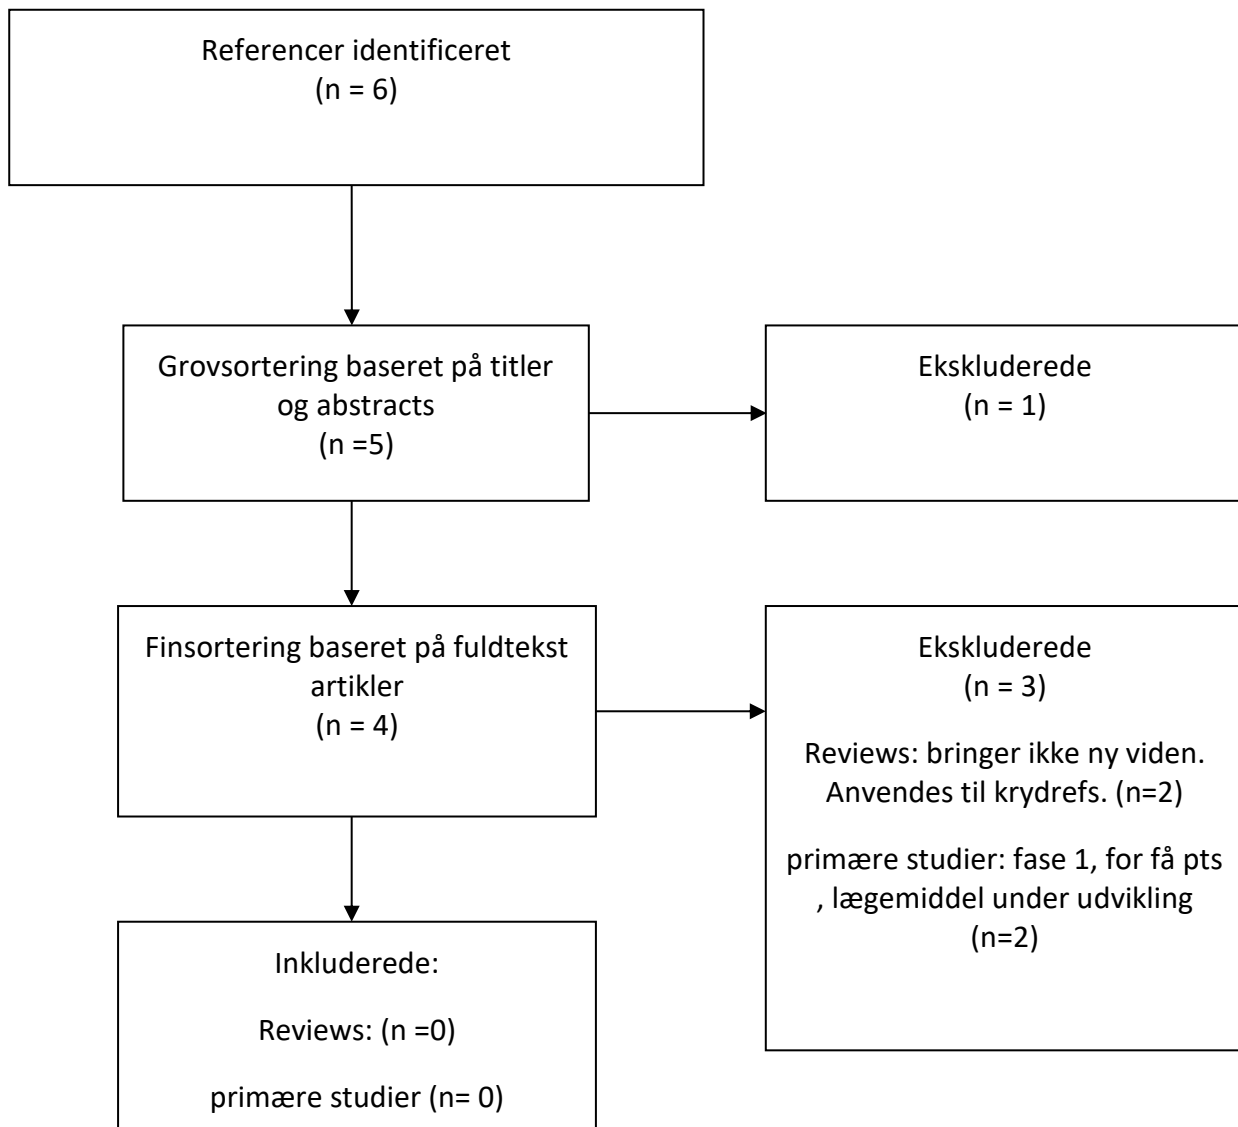 Referencer identificeret
(n = 6)
Grovsortering baseret på titler
og abstracts
(n =5)
Ekskluderede
(n = 1)
Finsortering baseret på fuldtekst
artikler
(n = 4)
Ekskluderede
(n = 3)
Reviews: bringer ikke ny viden.
Anvendes til krydrefs. (n=2)
primære studier: fase 1, for få pts
, lægemiddel under udvikling
(n=2)
Inkluderede:
Reviews: (n =0)
primære studier (n= 0)